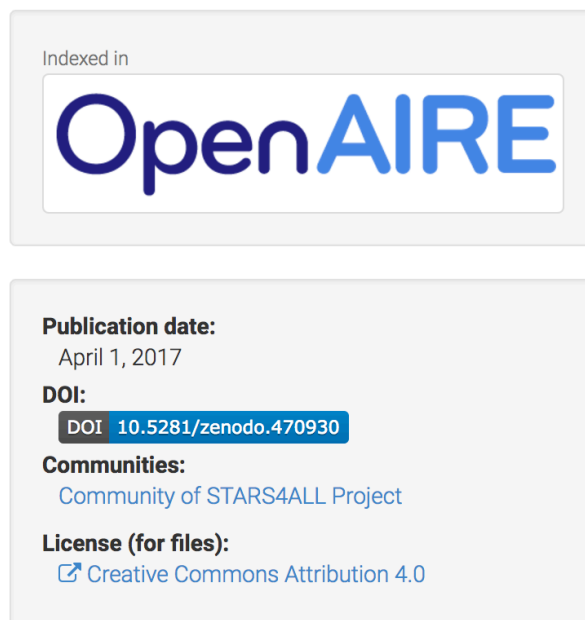 Indexed in
OpenAIRE
Publication date:
April 1, 2017
DOI:
DOI 10.5281/zenodo.470930
Communities:
Community of STARS4ALL Project
License (for files):
Creative Commons Attribution 4.0